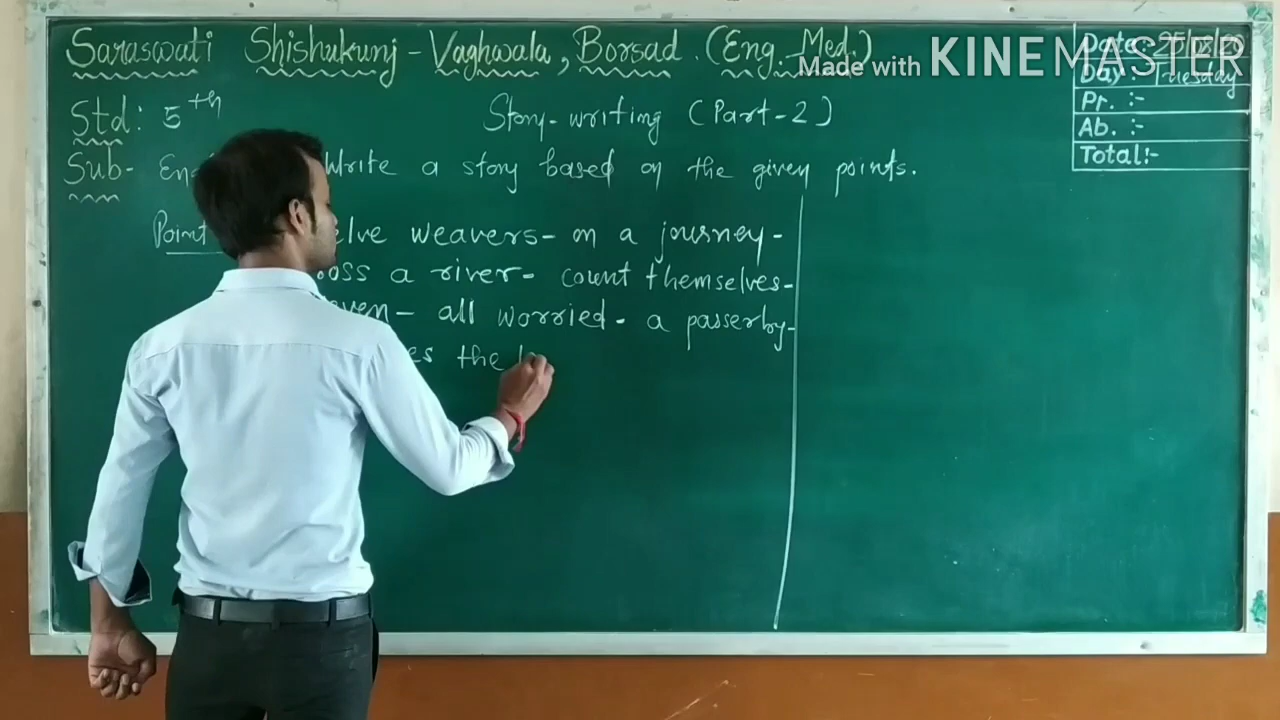 Saraswati Shishukunj - Vaghwala, Borsad. (Eng. Med.)
Made with KINEMASTER
Date:-
Day:- Tuesday
Pr. :-
Ab. :-
Total:-
Std: 5th
Story-writing (Part-2)
Sub-
Write a story based on the given points.
Point
weavers- on a journey-
a river- count themselves-
all worried- a passerby-
the